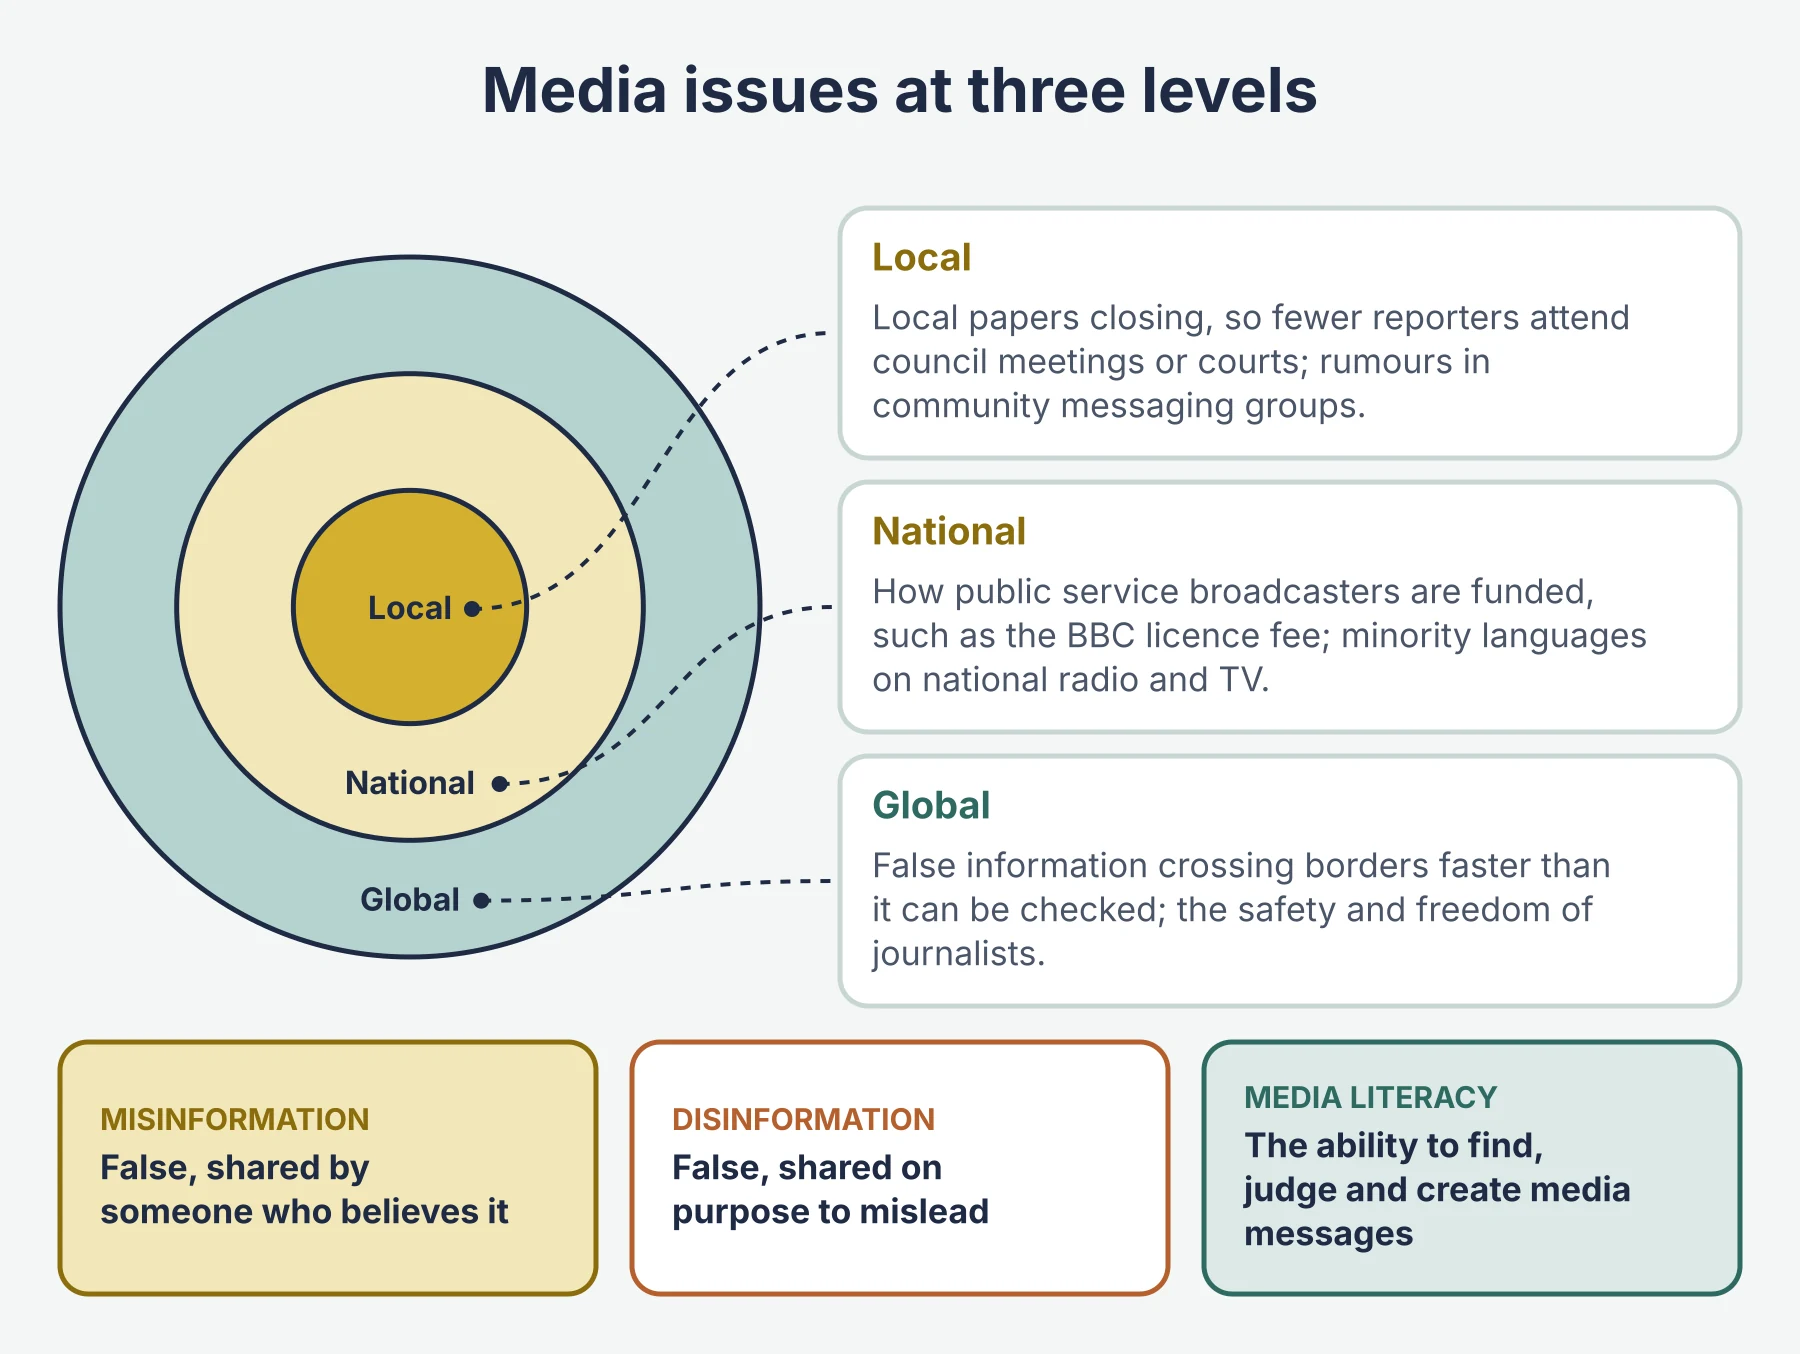 Media issues at three levels
Local
National
Global
Local
Local papers closing, so fewer reporters attend
council meetings or courts; rumours in
community messaging groups.
National
How public service broadcasters are funded,
such as the BBC licence fee; minority languages
on national radio and TV.
Global
False information crossing borders faster than
it can be checked; the safety and freedom of
journalists.
MISINFORMATION
False, shared by
someone who believes it
DISINFORMATION
False, shared on
purpose to mislead
MEDIA LITERACY
The ability to find,
judge and create media
messages